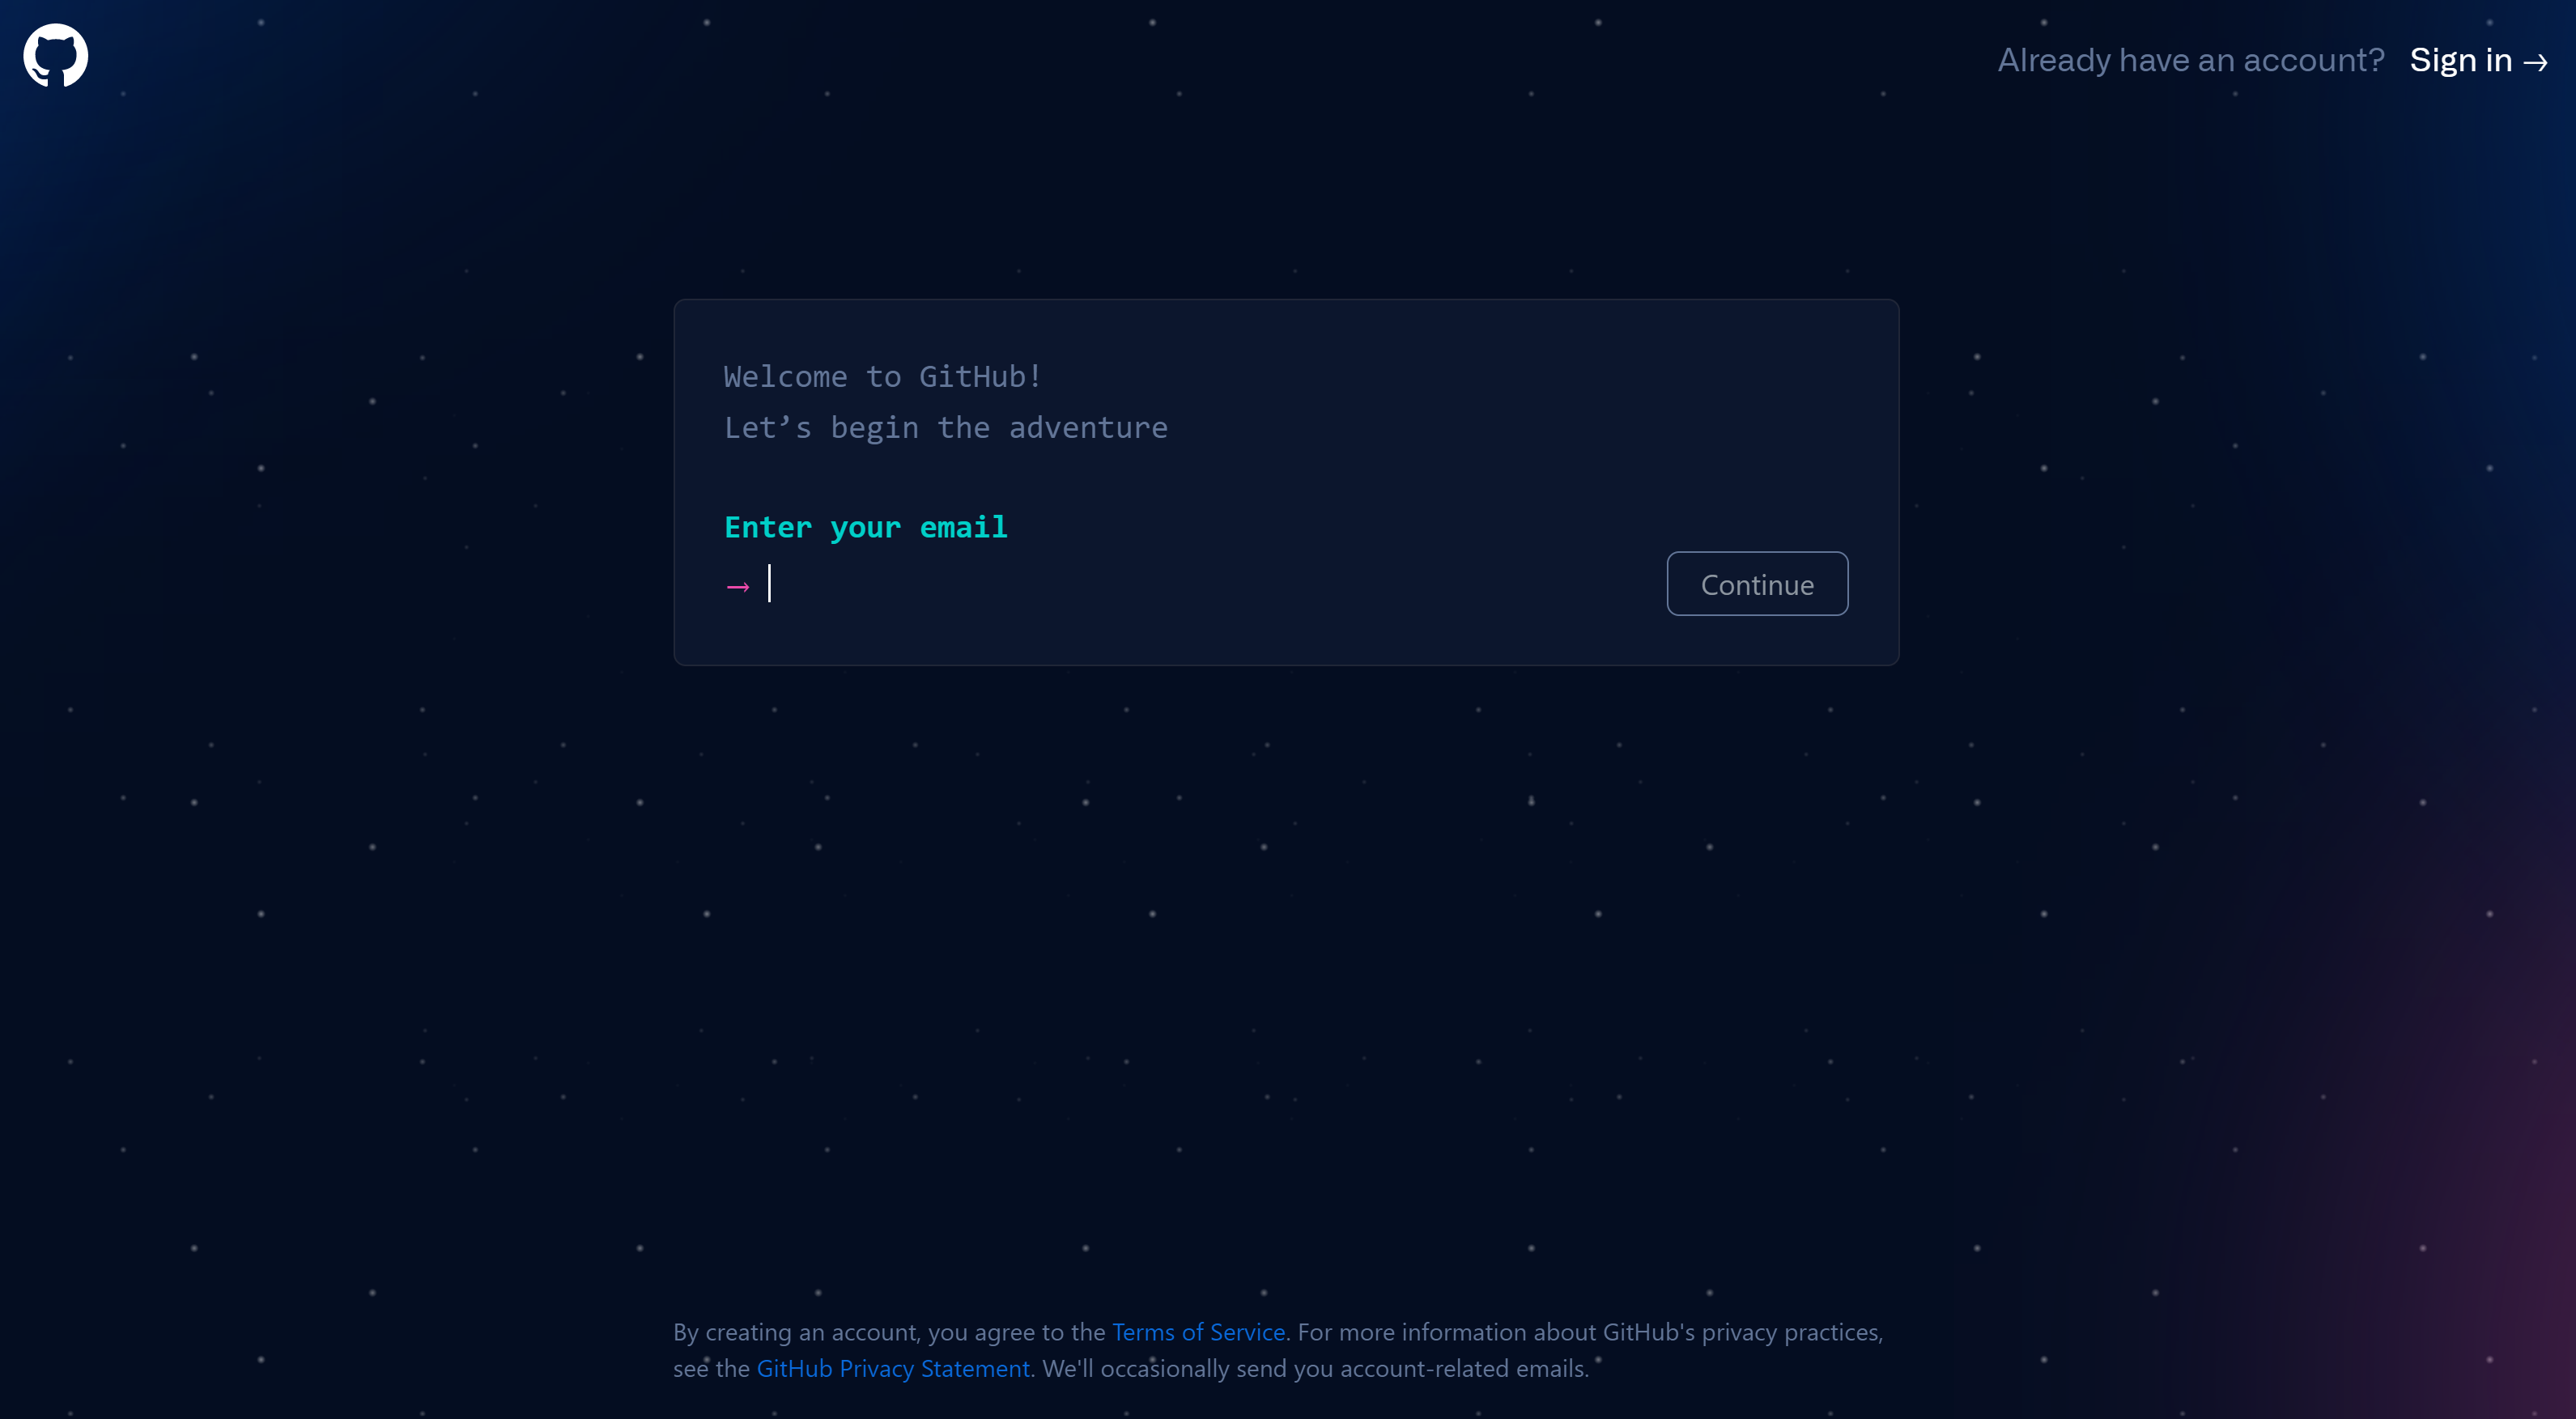 Already have an account? Sign in →
Welcome to GitHub!
Let’s begin the adventure
Enter your email
→
Continue
By creating an account, you agree to the Terms of Service. For more information about GitHub's privacy practices,
see the GitHub Privacy Statement. We'll occasionally send you account-related emails.